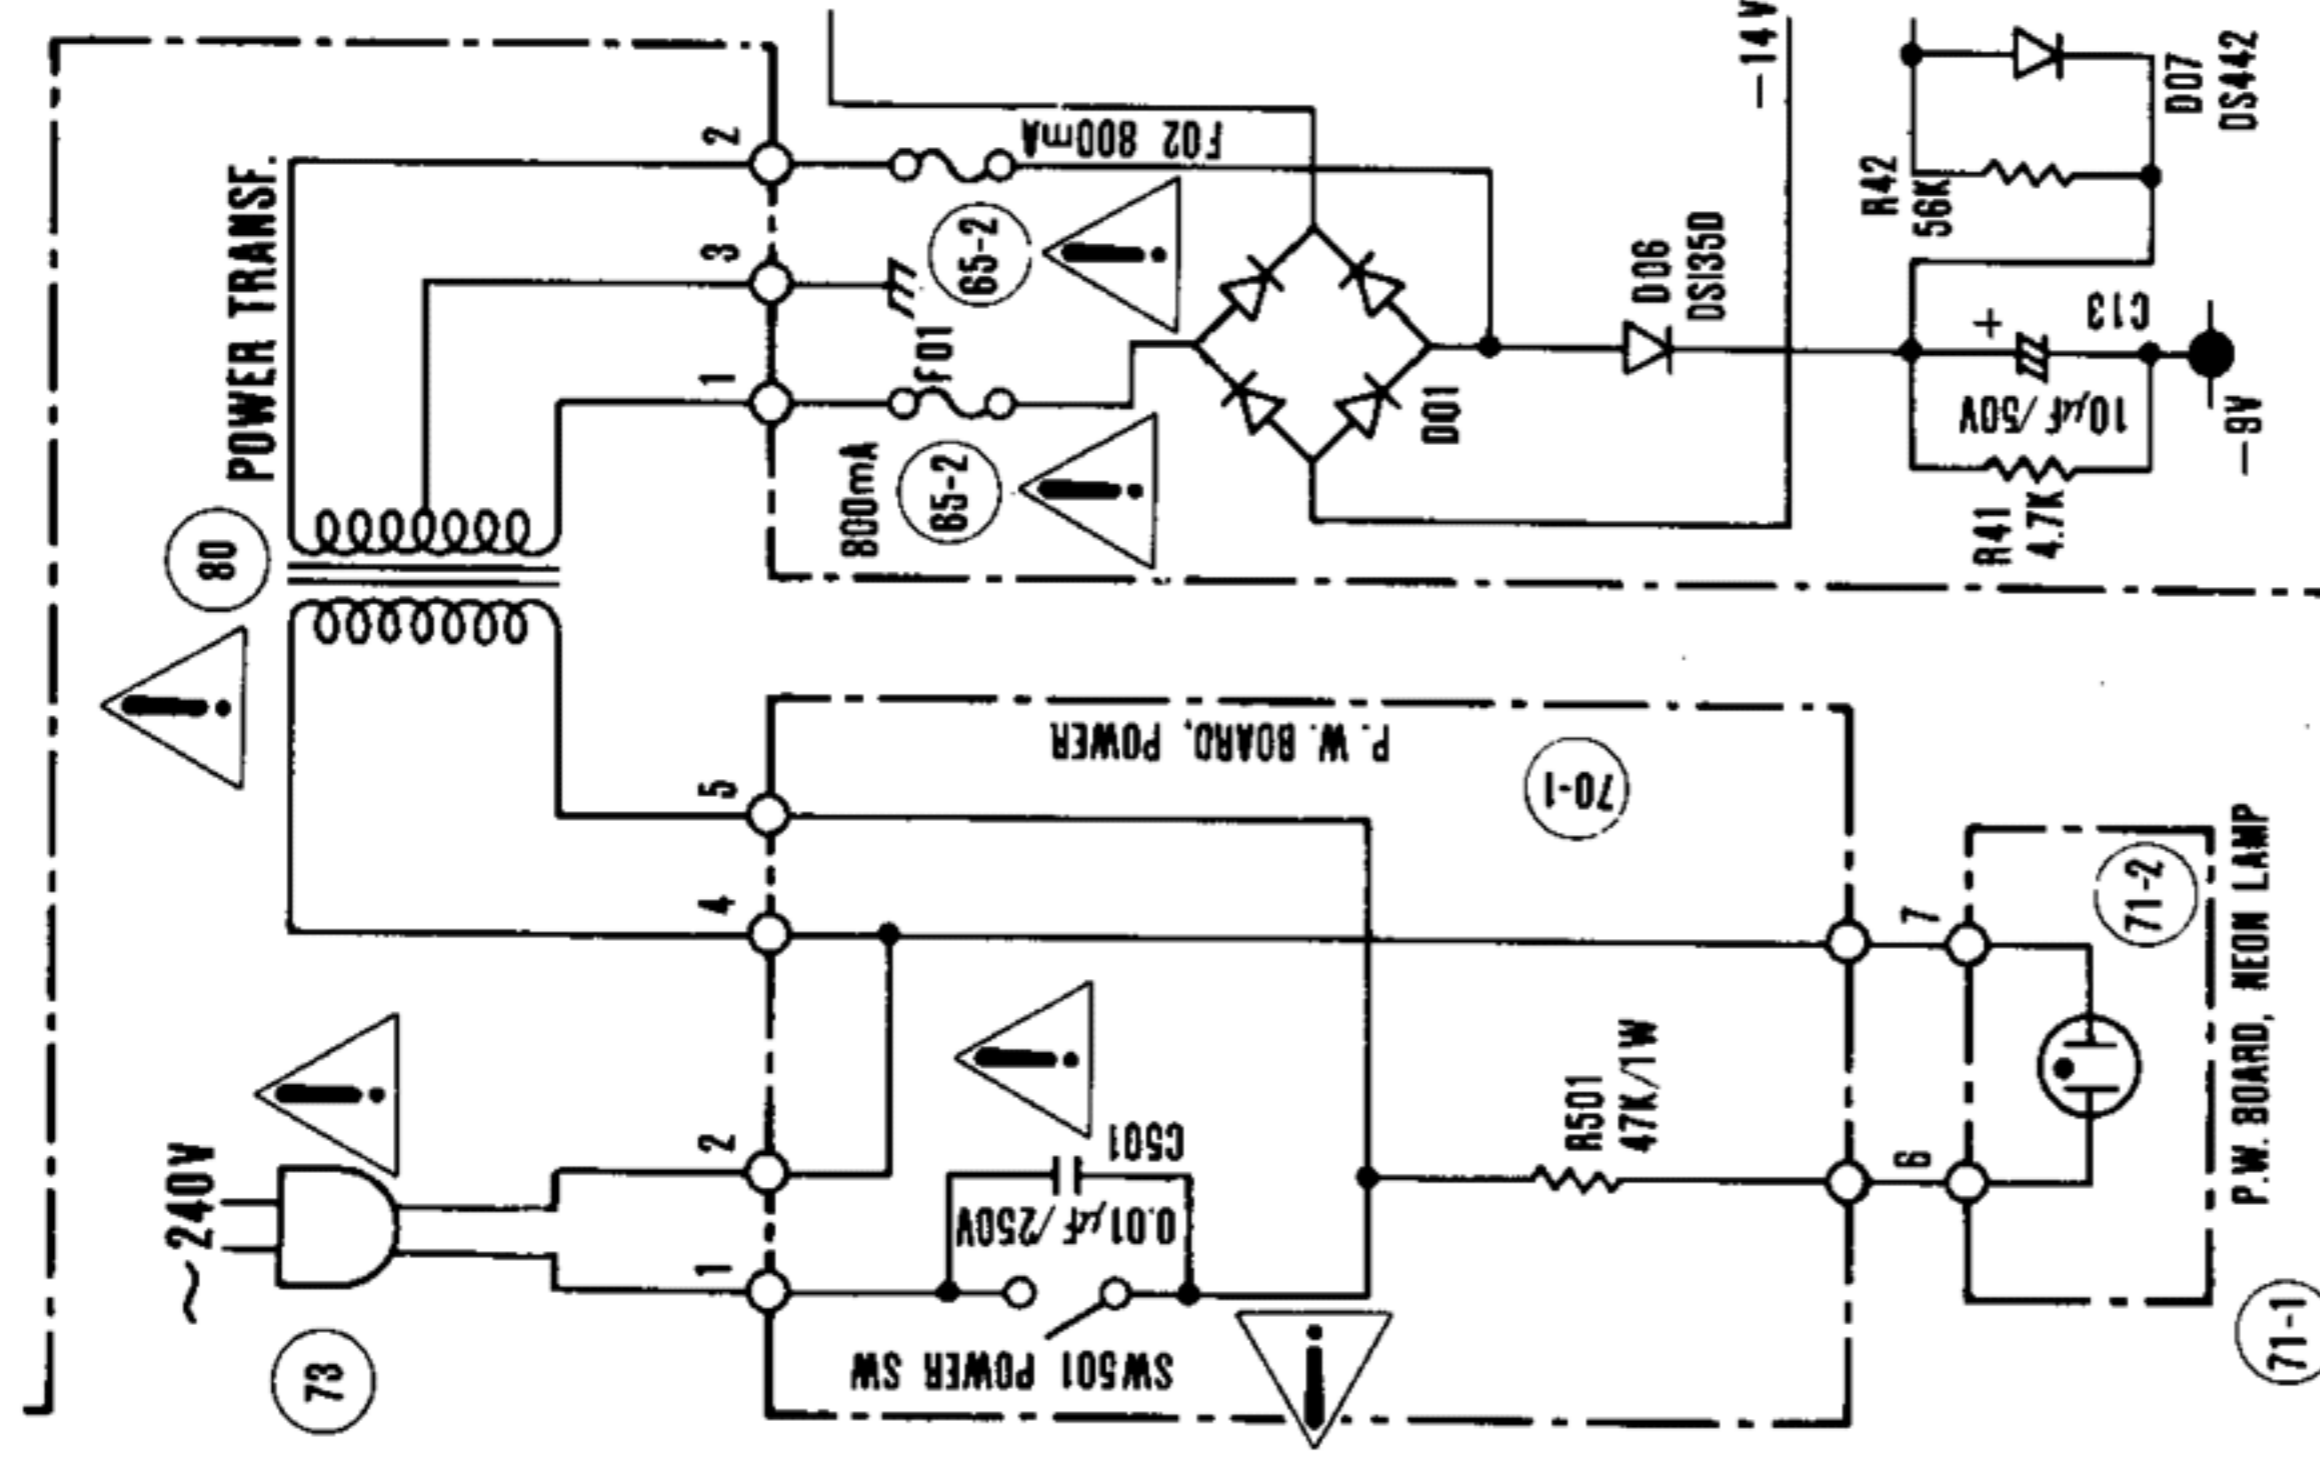 POWER TRANSF.
80
2
3
1
F02 800mA
65-2
F01
800mA
65-2
D01
D06
DS135D
-14V
D07
DS442
R42
56K
+
C13
10μF/50V
R41
4.7K
-9V
~240V
73
5
4
2
1
P.W. BOARD, POWER
70-1
C501
0.01μF/250V
SW501 POWER SW
R501
47K/1W
7
6
71-2
P.W. BOARD, NEON LAMP
71-1